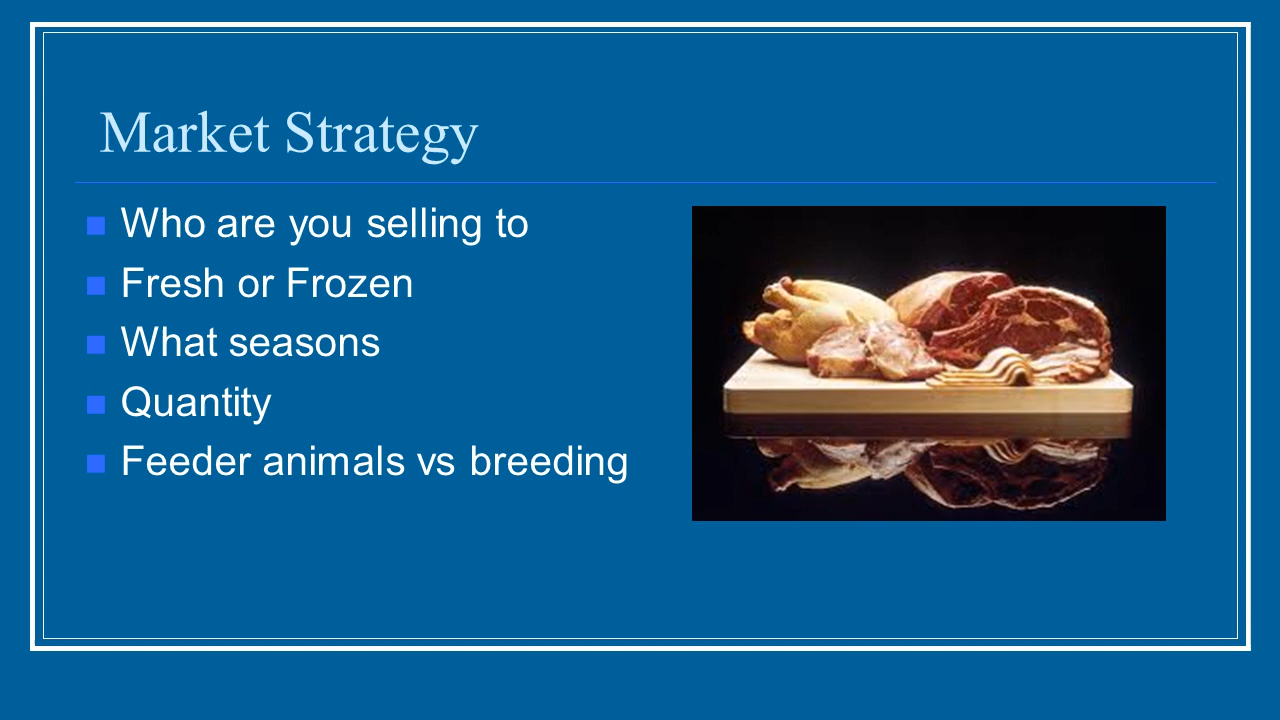 Market Strategy
Who are you selling to
Fresh or Frozen
What seasons
Quantity
Feeder animals vs breeding